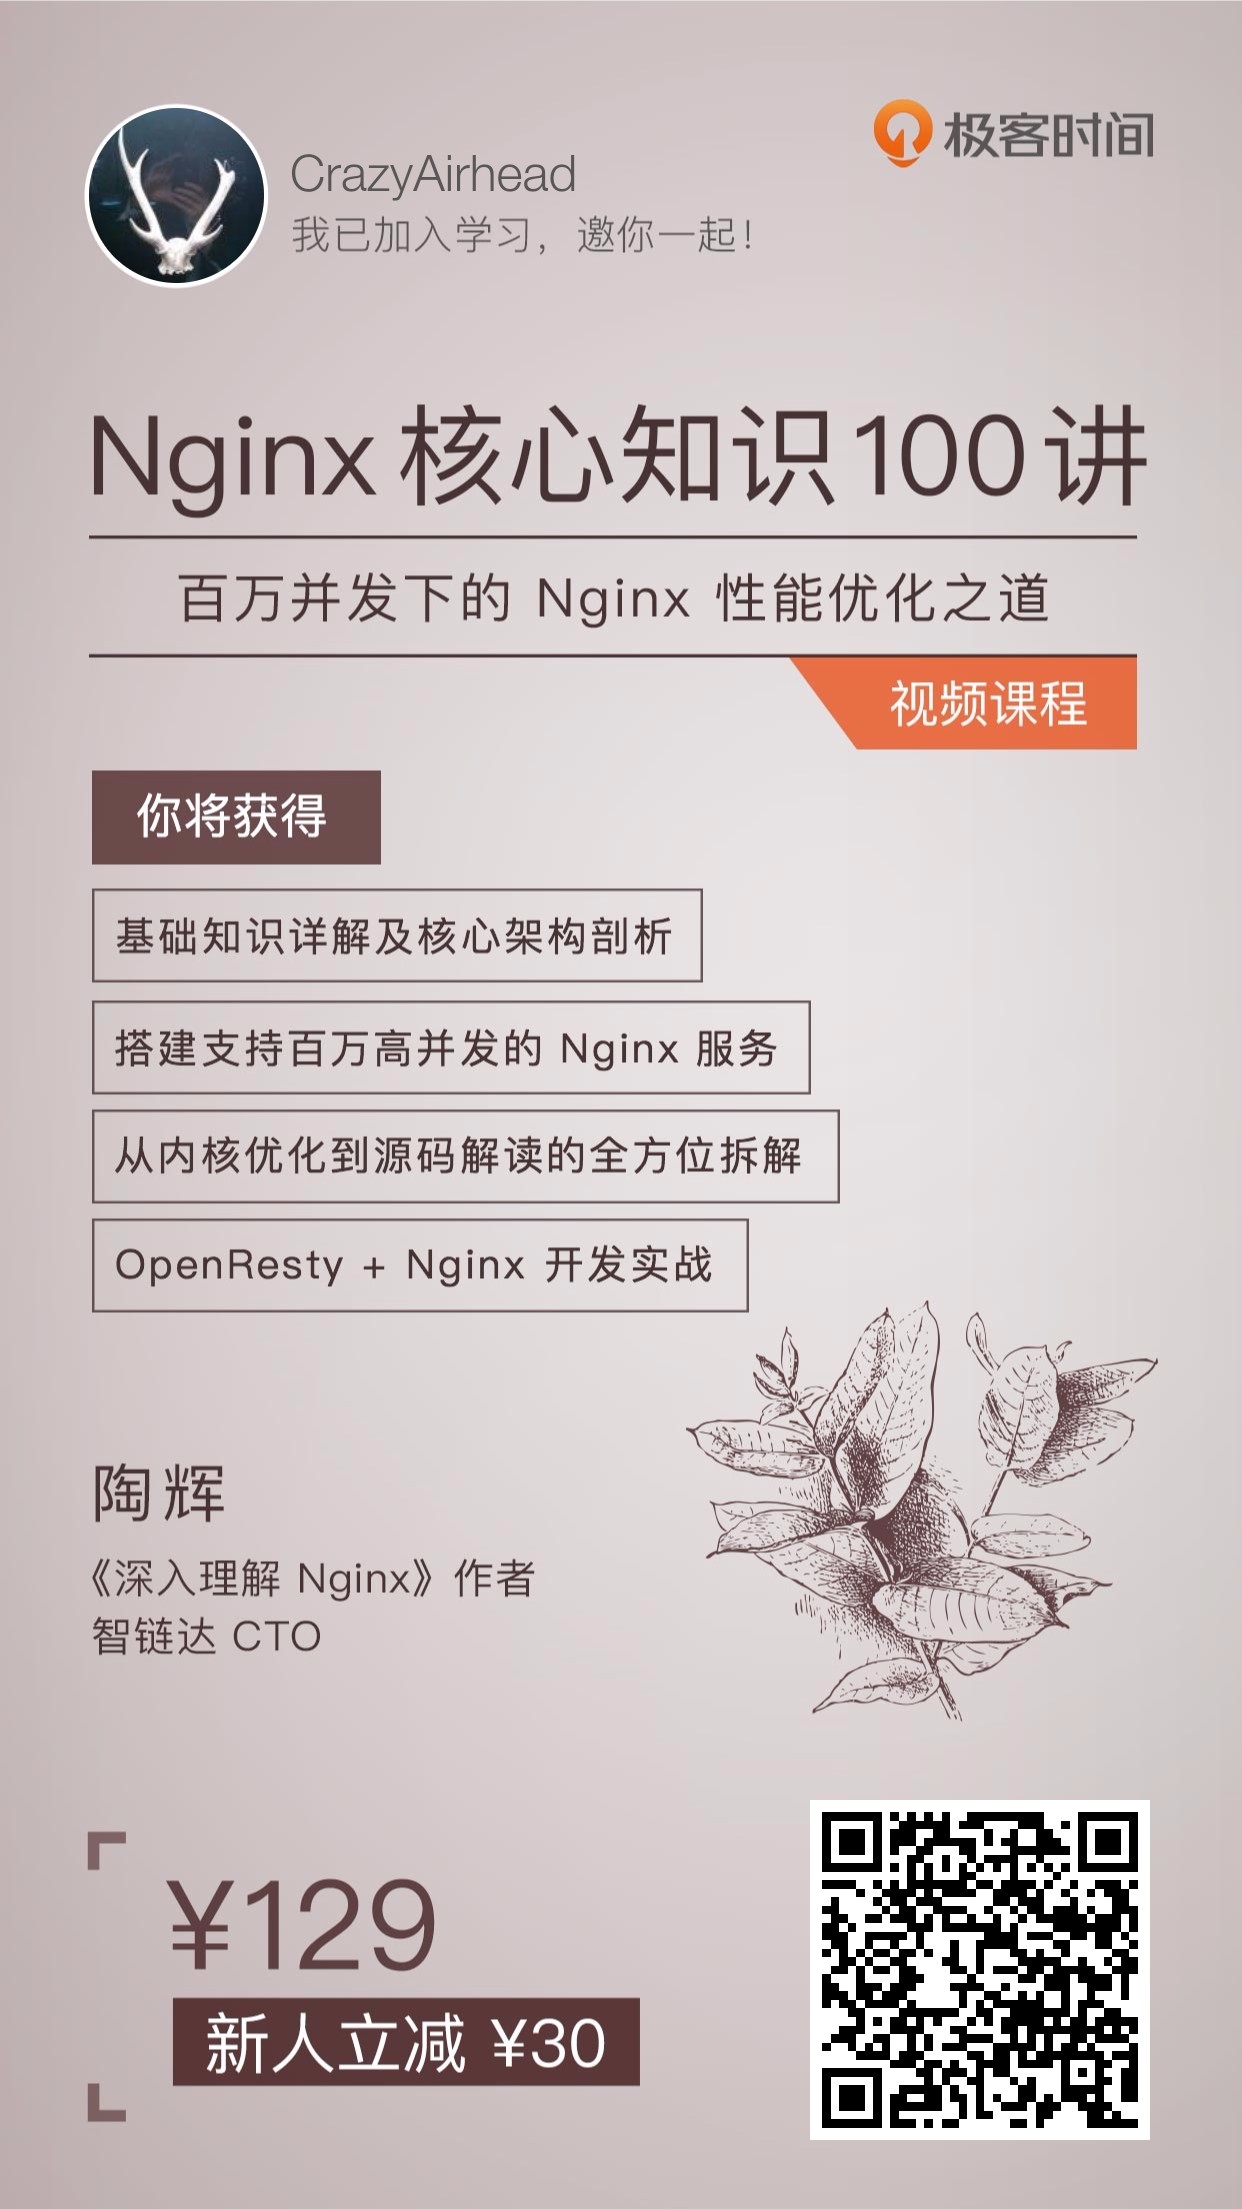 极客时间
CrazyAirhead
我已加入学习，邀你一起！
Nginx 核心知识100讲
百万并发下的 Nginx 性能优化之道
视频课程
你将获得
基础知识详解及核心架构剖析
搭建支持百万高并发的 Nginx 服务
从内核优化到源码解读的全方位拆解
OpenResty + Nginx 开发实战
陶辉
《深入理解 Nginx》作者
智链达 CTO
¥129
新人立减 ¥30